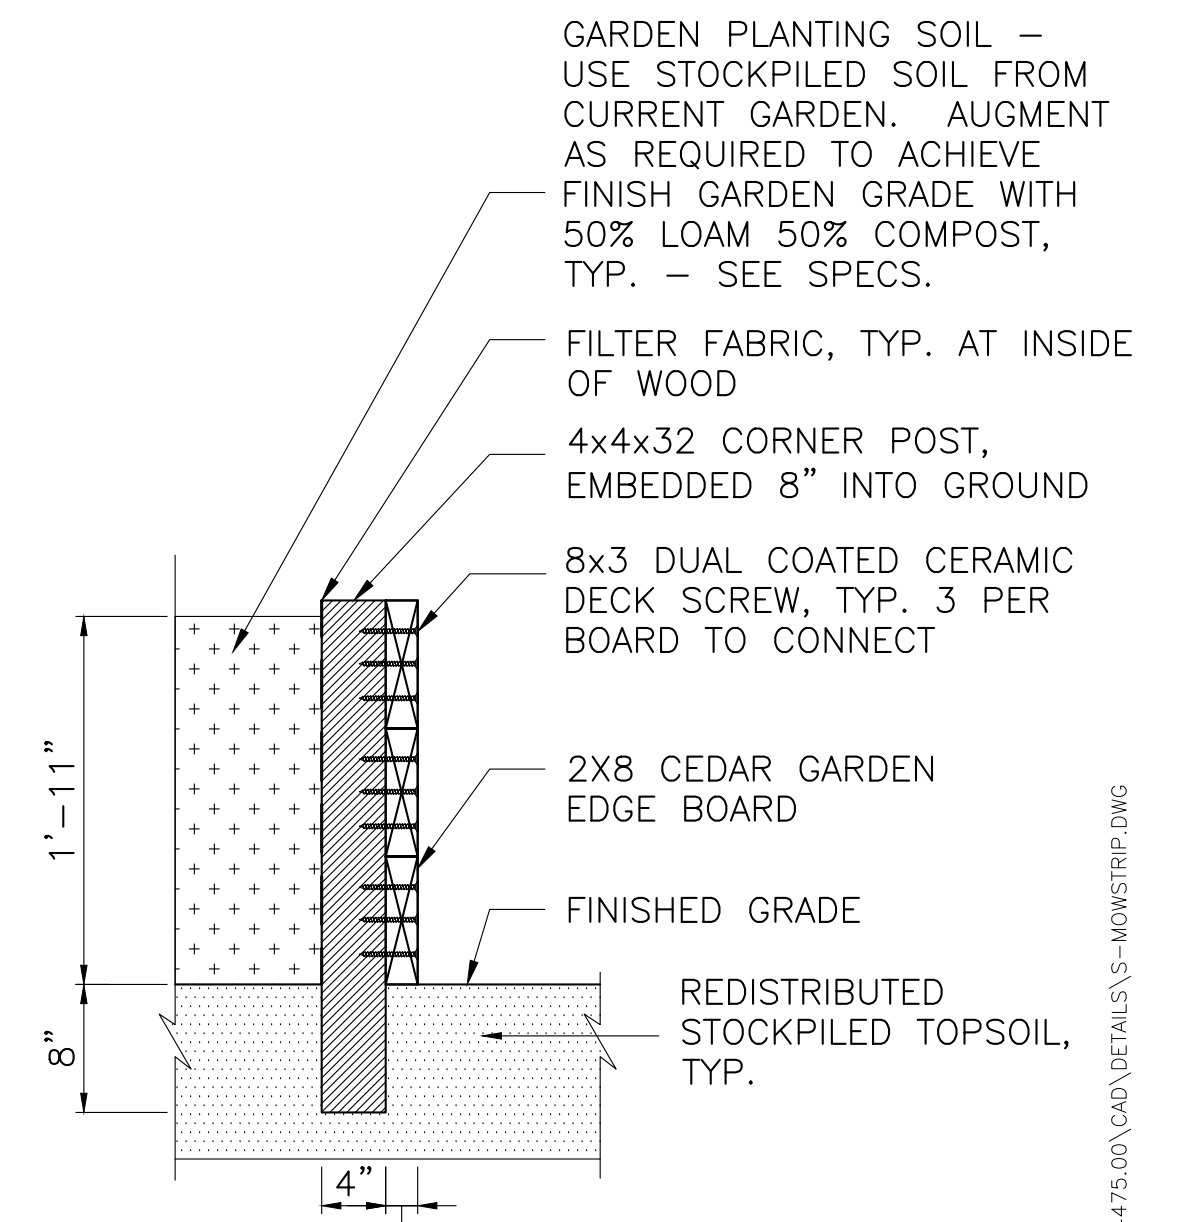 GARDEN PLANTING SOIL –
USE STOCKPILED SOIL FROM
CURRENT GARDEN. AUGMENT
AS REQUIRED TO ACHIEVE
FINISH GARDEN GRADE WITH
50% LOAM 50% COMPOST,
TYP. – SEE SPECS.
FILTER FABRIC, TYP. AT INSIDE
OF WOOD
4x4x32 CORNER POST,
EMBEDDED 8” INTO GROUND
8x3 DUAL COATED CERAMIC
DECK SCREW, TYP. 3 PER
BOARD TO CONNECT
2X8 CEDAR GARDEN
EDGE BOARD
FINISHED GRADE
REDISTRIBUTED
STOCKPILED TOPSOIL,
TYP.
1’–11”
8”
4”
-475.00\CAD\DETAILS\S-MOWSTRIP.DWG